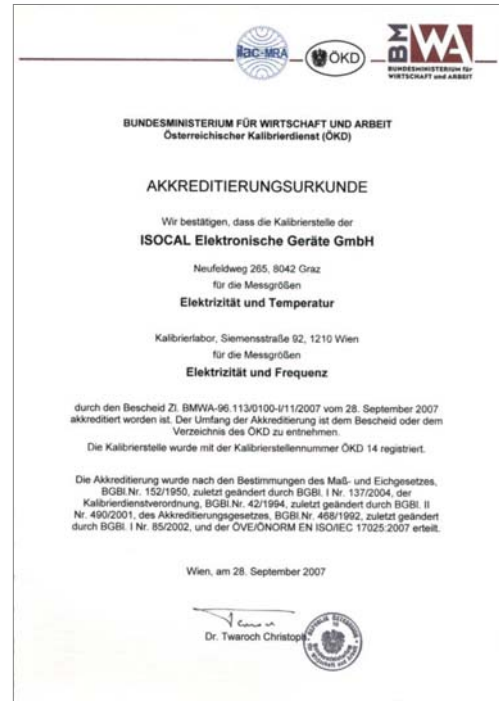 ilac-MRA
ÖKD
BM
WA
BUNDESMINISTERIUM für
WIRTSCHAFT und ARBEIT
BUNDESMINISTERIUM FÜR WIRTSCHAFT UND ARBEIT
Österreichischer Kalibrierdienst (ÖKD)
AKKREDITIERUNGSURKUNDE
Wir bestätigen, dass die Kalibrierstelle der
ISOCAL Elektronische Geräte GmbH
Neufeldweg 265, 8042 Graz
für die Messgrößen
Elektrizität und Temperatur
Kalibrierlabor, Siemensstraße 92, 1210 Wien
für die Messgrößen
Elektrizität und Frequenz
durch den Bescheid Zl. BMWA-96.113/0100-I/11/2007 vom 28. September 2007
akkreditiert worden ist. Der Umfang der Akkreditierung ist dem Bescheid oder dem
Verzeichnis des ÖKD zu entnehmen.
Die Kalibrierstelle wurde mit der Kalibrierstellennummer ÖKD 14 registriert.
Die Akkreditierung wurde nach den Bestimmungen des Maß- und Eichgesetzes,
BGBl.Nr. 152/1950, zuletzt geändert durch BGBl. I Nr. 137/2004, der
Kalibrierdienstverordnung, BGBl.Nr. 42/1994, zuletzt geändert durch BGBl. II
Nr. 490/2001, des Akkreditierungsgesetzes, BGBl.Nr. 468/1992, zuletzt geändert
durch BGBl. I Nr. 85/2002, und der ÖVE/ÖNORM EN ISO/IEC 17025:2007 erteilt.
Wien, am 28. September 2007
Dr. Twaroch Christoph